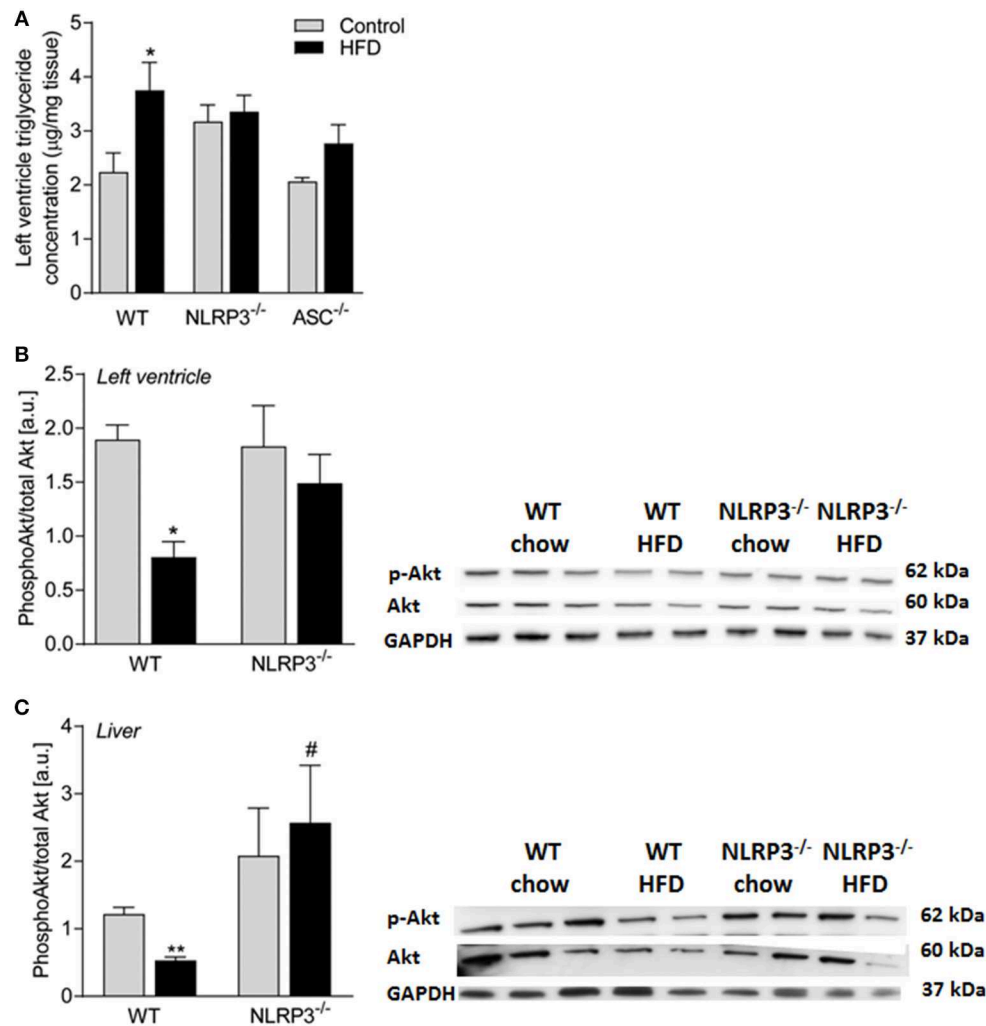 A
Left ventricle triglyceride
concentration (µg/mg tissue)
5
4
3
2
1
0
Control
HFD
*
WT NLRP3-/- ASC-/-
B
PhosphoAkt/total Akt [a.u.]
2.5
2.0
1.5
1.0
0.5
0.0
Left ventricle
*
WT NLRP3-/-
WT WT NLRP3-/- NLRP3-/-
chow HFD chow HFD
p-Akt 62 kDa
Akt 60 kDa
GAPDH 37 kDa
C
PhosphoAkt/total Akt [a.u.]
4
3
2
1
0
Liver
**
#
WT NLRP3-/-
WT WT NLRP3-/- NLRP3-/-
chow HFD chow HFD
p-Akt 62 kDa
Akt 60 kDa
GAPDH 37 kDa